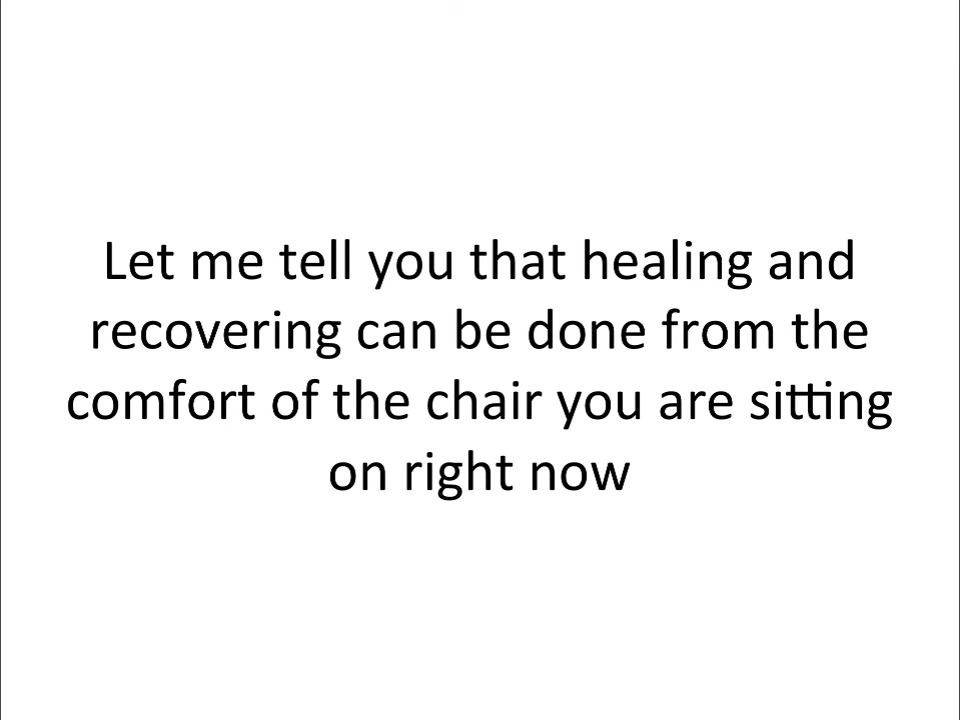 Let me tell you that healing and
recovering can be done from the
comfort of the chair you are sitting
on right now